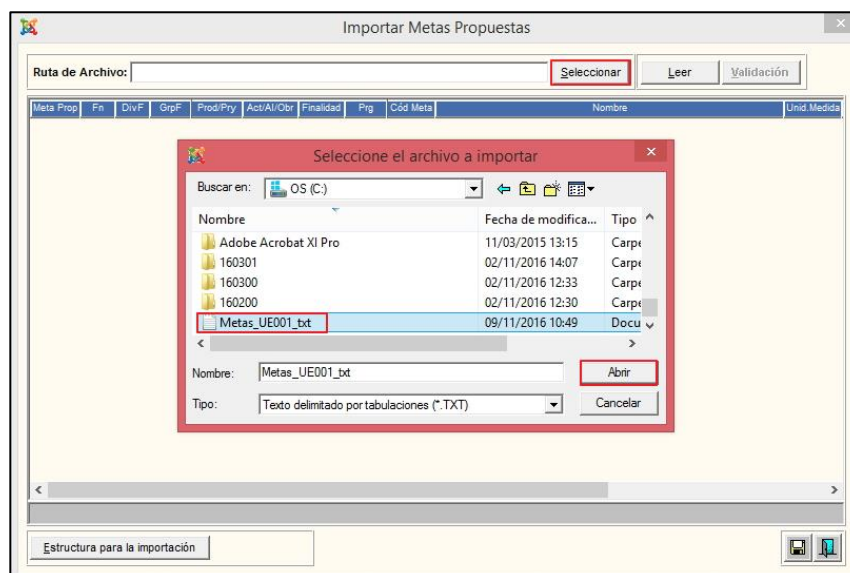 Importar Metas Propuestas
Ruta de Archivo: Seleccionar Leer Validación
Meta Prop Fn DivF GrpF Prod/Pry Act/AI/Obr Finalidad Prg Cód Meta Nombre Unid.Medida
Seleccione el archivo a importar
Buscar en: OS (C:)
Nombre Fecha de modifica... Tipo
Adobe Acrobat XI Pro 11/03/2015 13:15 Carpe
160301 02/11/2016 14:07 Carpe
160300 02/11/2016 12:33 Carpe
160200 02/11/2016 12:30 Carpe
Metas_UE001_txt 09/11/2016 10:49 Docu
Nombre: Metas_UE001_txt Abrir
Tipo: Texto delimitado por tabulaciones (*.TXT) Cancelar
Estructura para la importación